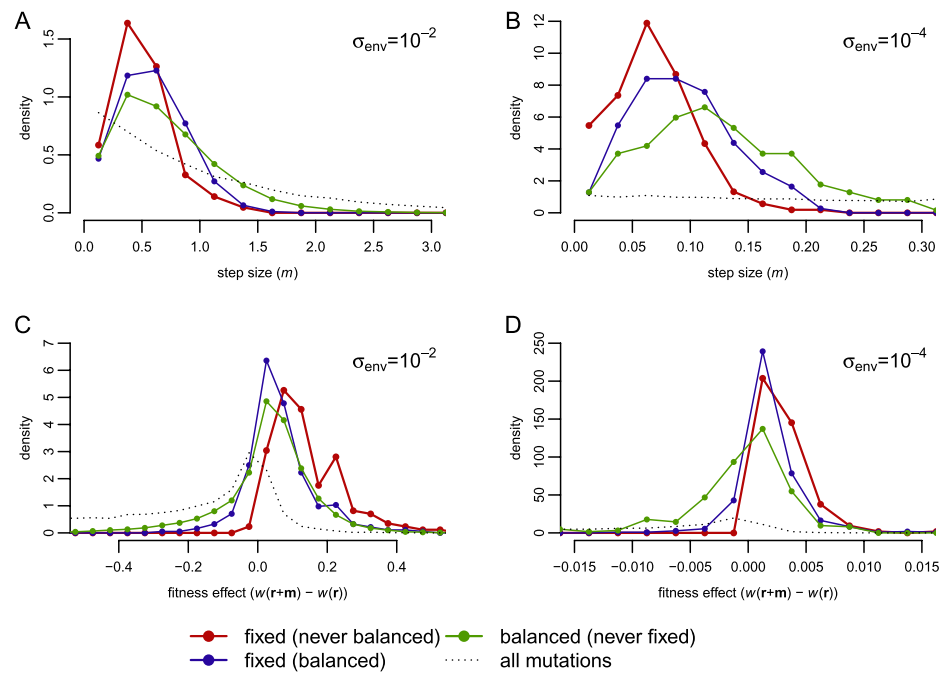 A
σenv=10–2
density
0.0 0.5 1.0 1.5
0.0 0.5 1.0 1.5 2.0 2.5 3.0
step size (m)
B
σenv=10–4
density
0 2 4 6 8 10 12
0.00 0.05 0.10 0.15 0.20 0.25 0.30
step size (m)
C
σenv=10–2
density
0 1 2 3 4 5 6 7
−0.4 −0.2 0.0 0.2 0.4
fitness effect (w(r+m) − w(r))
D
σenv=10–4
density
0 50 100 150 200 250
−0.015 −0.010 −0.005 0.000 0.005 0.010 0.015
fitness effect (w(r+m) − w(r))
fixed (never balanced)
fixed (balanced)
balanced (never fixed)
all mutations